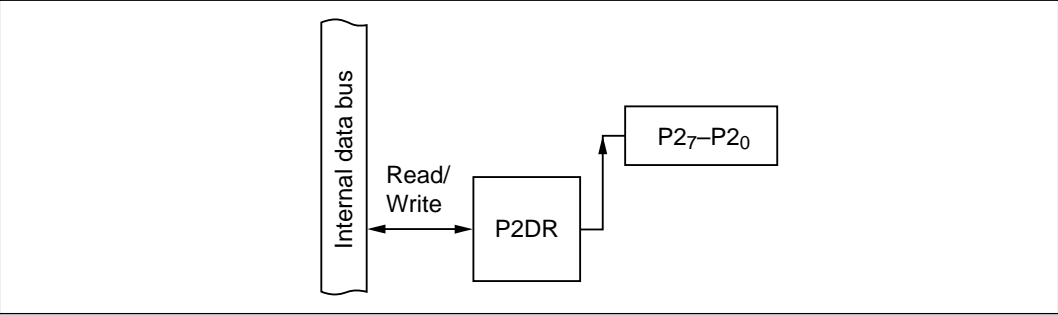 Internal data bus
Read/
Write
P2DR
P2₇–P2₀